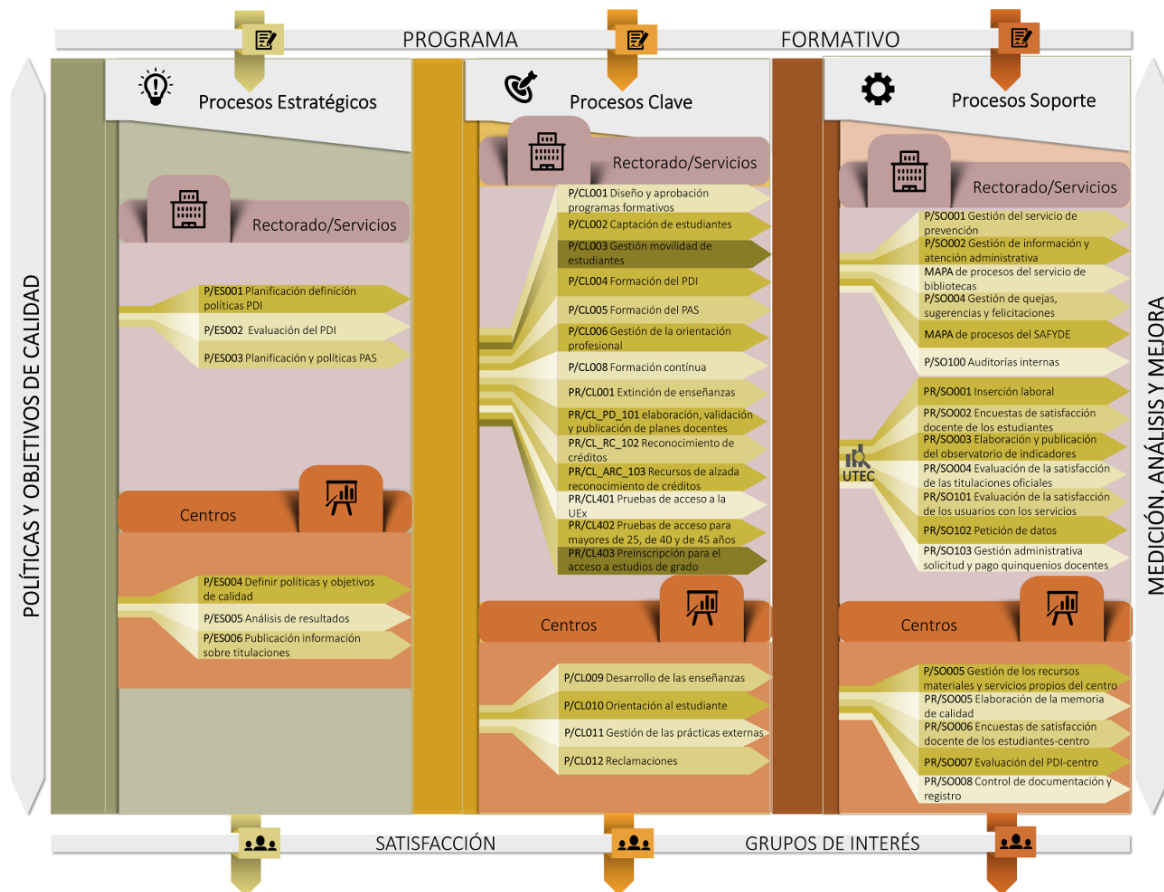 PROGRAMA FORMATIVO
POLÍTICAS Y OBJETIVOS DE CALIDAD
Procesos Estratégicos
Rectorado/Servicios
P/ES001 Planificación definición
políticas PDI
P/ES002 Evaluación del PDI
P/ES003 Planificación y políticas PAS
Centros
P/ES004 Definir políticas y objetivos
de calidad
P/ES005 Análisis de resultados
P/ES006 Publicación información
sobre titulaciones
Procesos Clave
Rectorado/Servicios
P/CL001 Diseño y aprobación
programas formativos
P/CL002 Captación de estudiantes
P/CL003 Gestión movilidad de
estudiantes
P/CL004 Formación del PDI
P/CL005 Formación del PAS
P/CL006 Gestión de la orientación
profesional
P/CL008 Formación contínua
PR/CL001 Extinción de enseñanzas
PR/CL_PD_101 elaboración, validación
y publicación de planes docentes
PR/CL_RC_102 Reconocimiento de
créditos
PR/CL_ARC_103 Recursos de alzada
reconocimiento de créditos
PR/CL401 Pruebas de acceso a la
UEx
PR/CL402 Pruebas de acceso para
mayores de 25, de 40 y de 45 años
PR/CL403 Preinscripción para el
acceso a estudios de grado
Centros
P/CL009 Desarrollo de las enseñanzas
P/CL010 Orientación al estudiante
P/CL011 Gestión de las prácticas externas
P/CL012 Reclamaciones
Procesos Soporte
Rectorado/Servicios
P/SO001 Gestión del servicio de
prevención
P/SO002 Gestión de información y
atención administrativa
MAPA de procesos del servicio de
bibliotecas
P/SO004 Gestión de quejas,
sugerencias y felicitaciones
MAPA de procesos del SAFYDE
P/SO100 Auditorías internas
UTEC
PR/SO001 Inserción laboral
PR/SO002 Encuestas de satisfacción
docente de los estudiantes
PR/SO003 Elaboración y publicación
del observatorio de indicadores
PR/SO004 Evaluación de la satisfacción
de las titulaciones oficiales
PR/SO101 Evaluación de la satisfacción
de los usuarios con los servicios
PR/SO102 Petición de datos
PR/SO103 Gestión administrativa
solicitud y pago quinquenios docentes
Centros
P/SO005 Gestión de los recursos
materiales y servicios propios del centro
PR/SO005 Elaboración de la memoria
de calidad
PR/SO006 Encuestas de satisfacción
docente de los estudiantes-centro
PR/SO007 Evaluación del PDI-centro
PR/SO008 Control de documentación y
registro
MEDICIÓN, ANÁLISIS Y MEJORA
SATISFACCIÓN GRUPOS DE INTERÉS